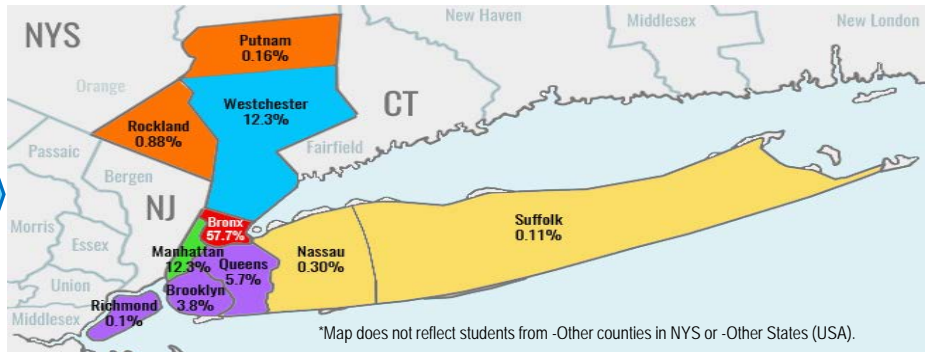 New Haven
Middlesex
New London
NYS
Putnam
0.16%
Orange
Westchester
12.3%
CT
Rockland
0.88%
Fairfield
Passaic
Bergen
NJ
Morris
Essex
Bronx
57.7%
Suffolk
0.11%
Manhattan
12.3%
Queens
5.7%
Nassau
0.30%
Union
Brooklyn
3.8%
Richmond
0.1%
Middlesex
*Map does not reflect students from -Other counties in NYS or -Other States (USA).